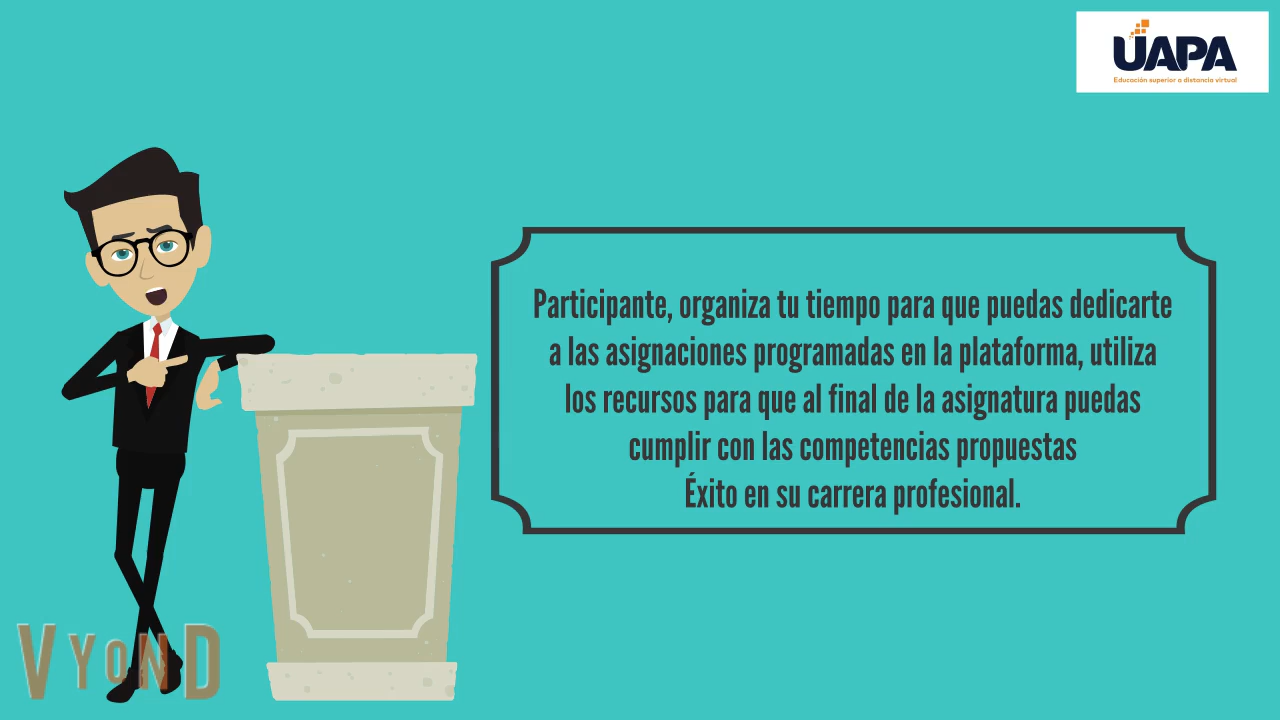 UAPA
Educación superior a distancia virtual
Participante, organiza tu tiempo para que puedas dedicarte
a las asignaciones programadas en la plataforma, utiliza
los recursos para que al final de la asignatura puedas
cumplir con las competencias propuestas
Éxito en su carrera profesional.
VYOND